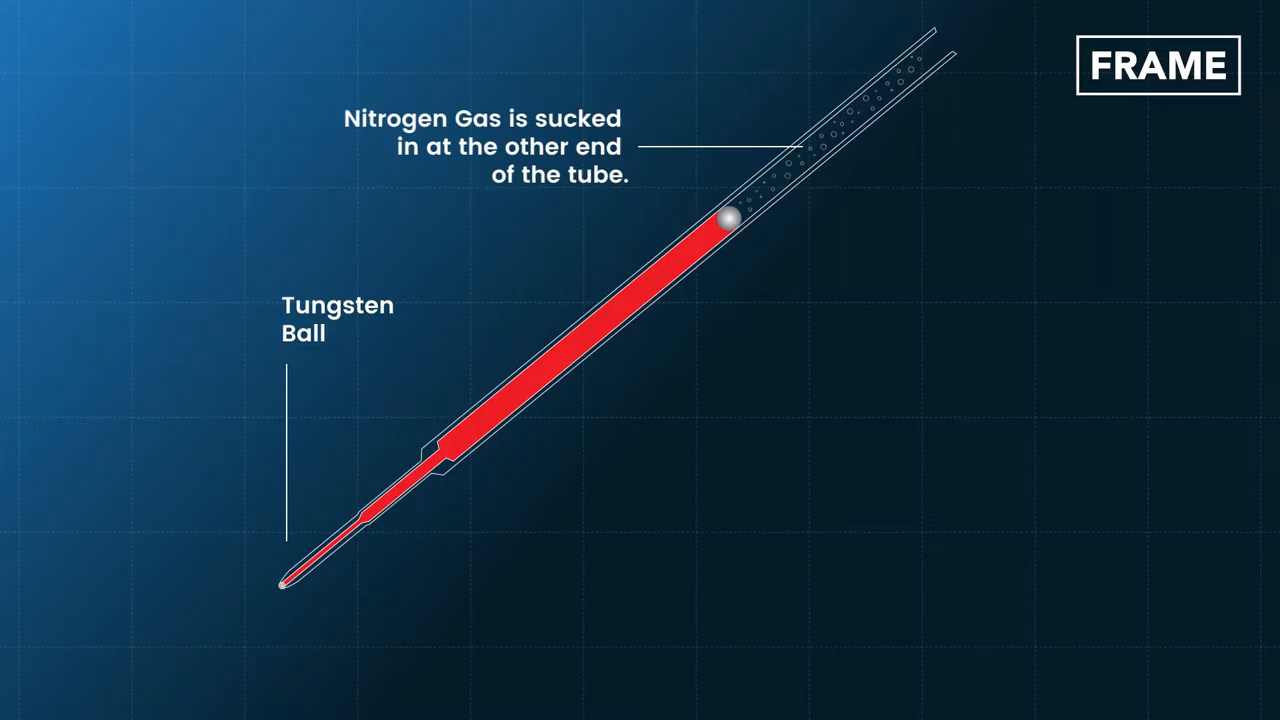 FRAME
Nitrogen Gas is sucked
in at the other end
of the tube.
Tungsten
Ball